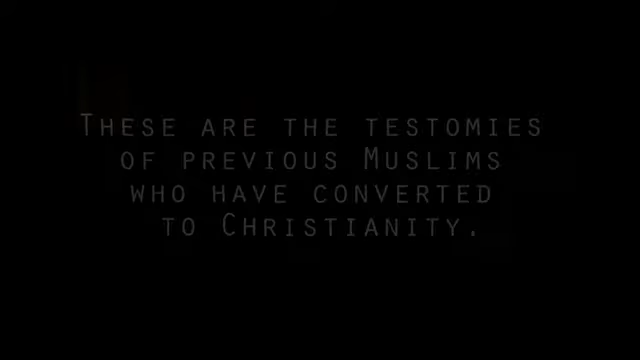 These are the testomies
of previous Muslims
who have converted
to Christianity.